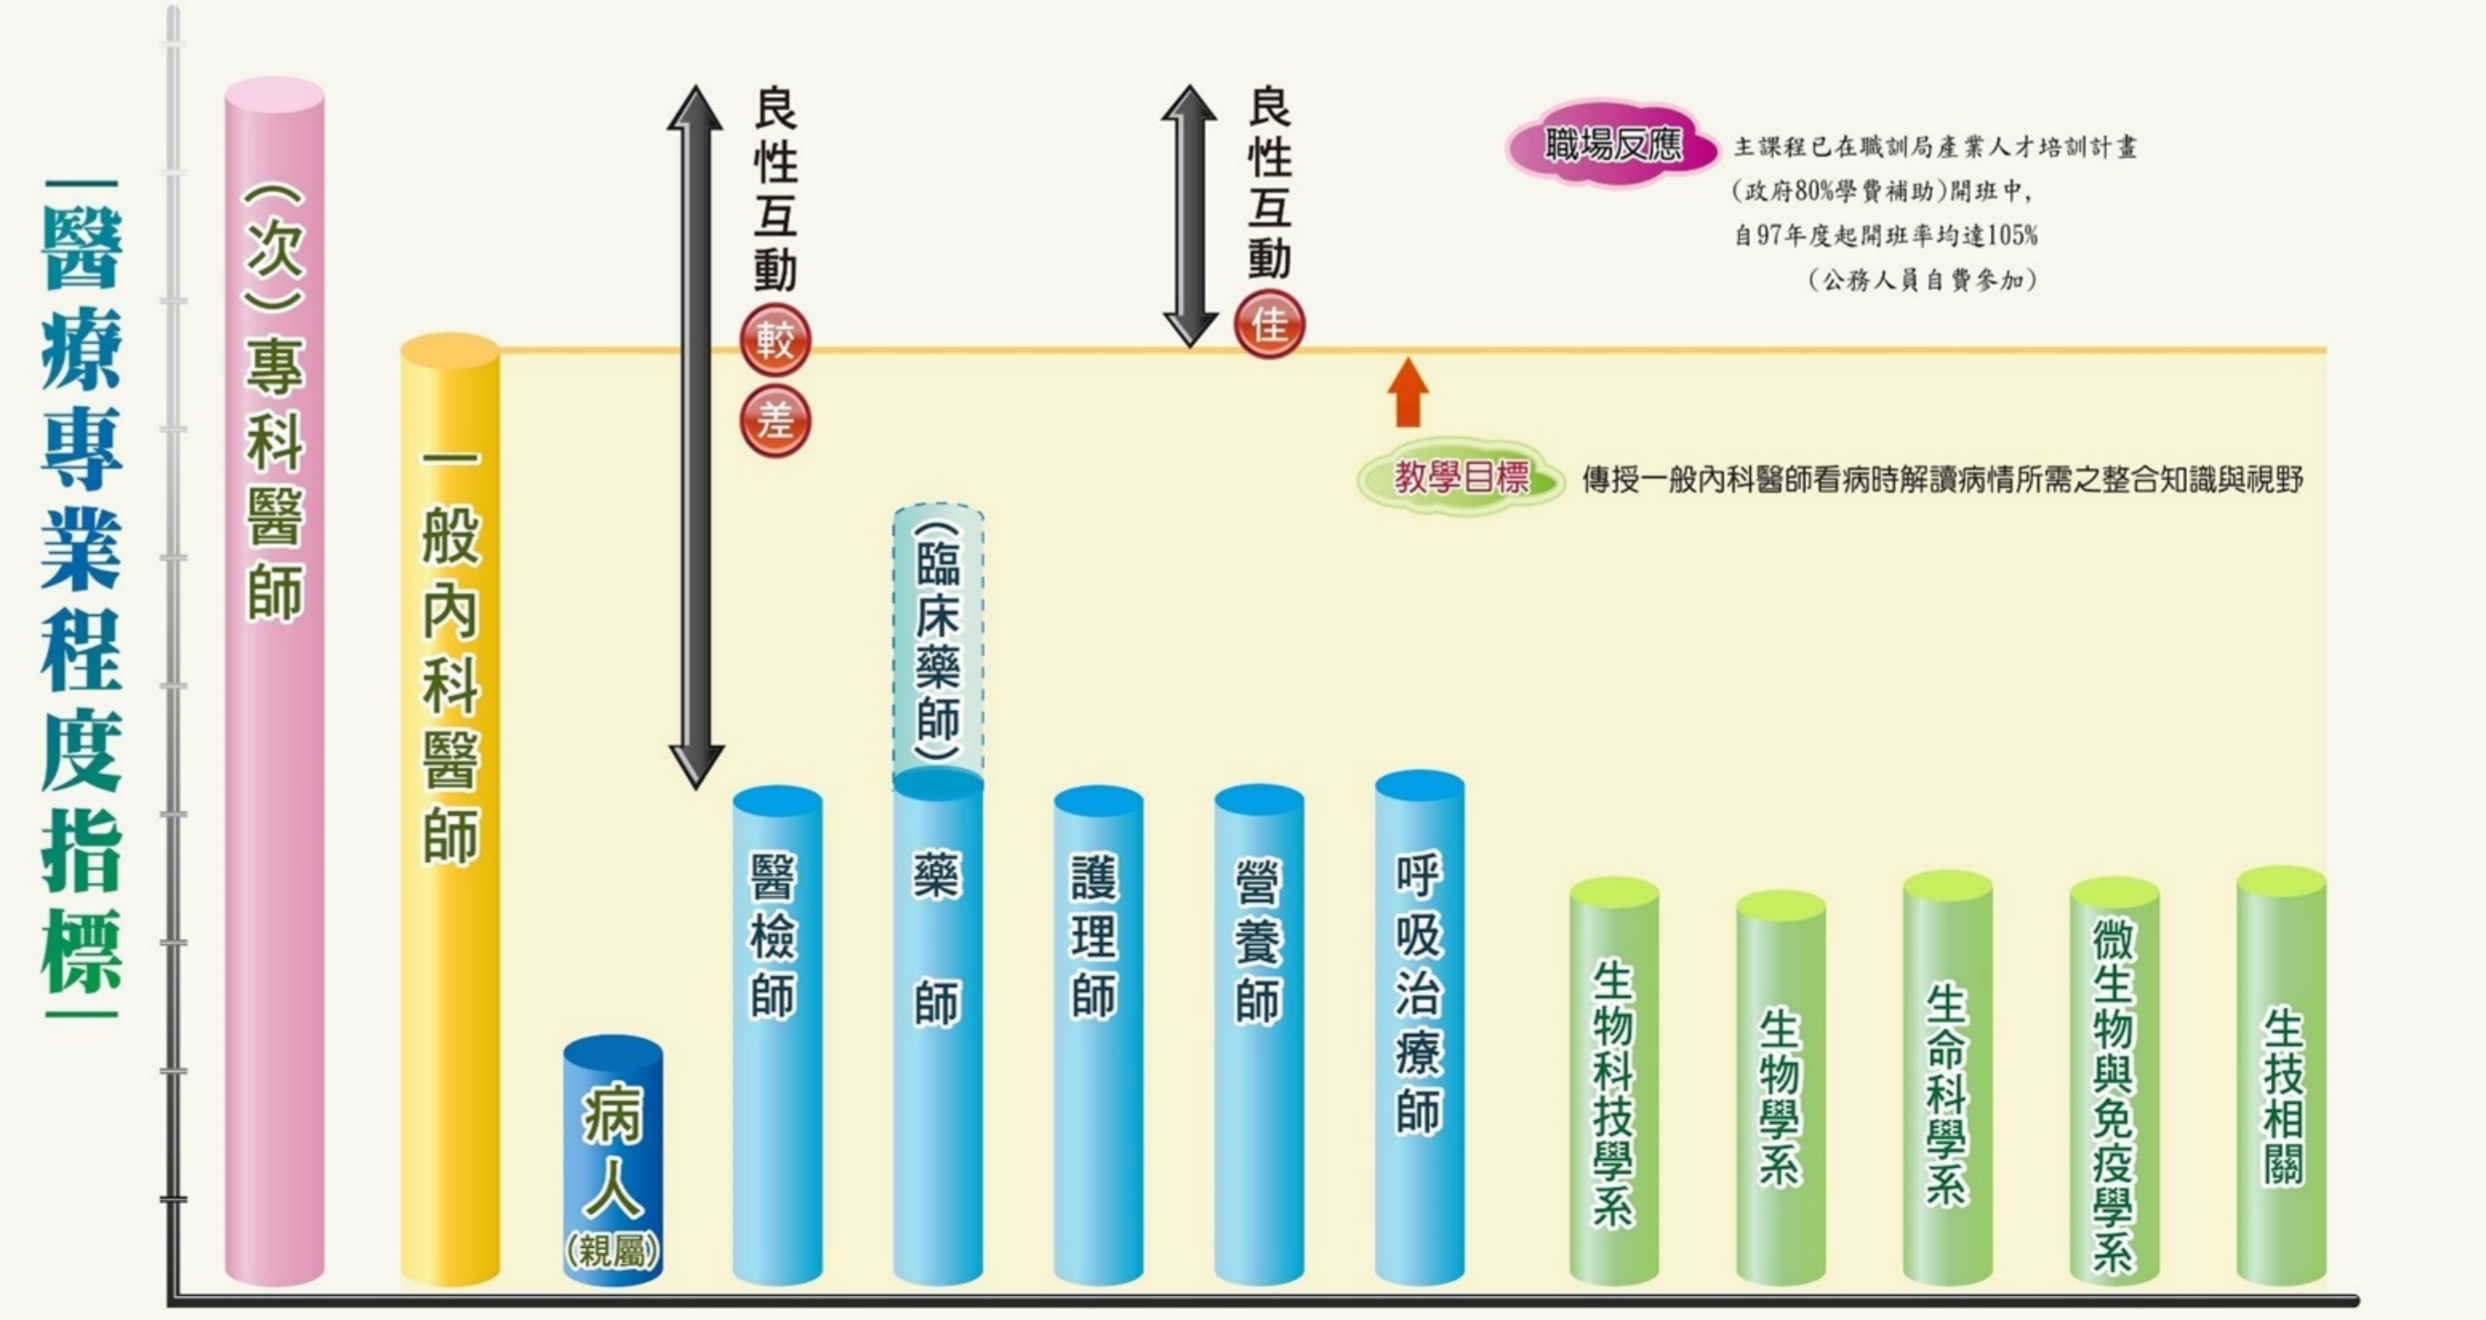 醫療專業程度指標
(次)專科醫師
一般內科醫師
病人
(親屬)
良性互動
較差
良性互動
佳
職場反應
主課程已在職訓局產業人才培訓計畫
(政府80%學費補助)開班中,
自97年度起開班率均達105%
(公務人員自費參加)
教學目標
傳授一般內科醫師看病時解讀病情所需之整合知識與視野
醫檢師
(臨床藥師)
藥師
護理師
營養師
呼吸治療師
生物科技學系
生物學系
生命科學系
微生物與免疫學系
生技相關